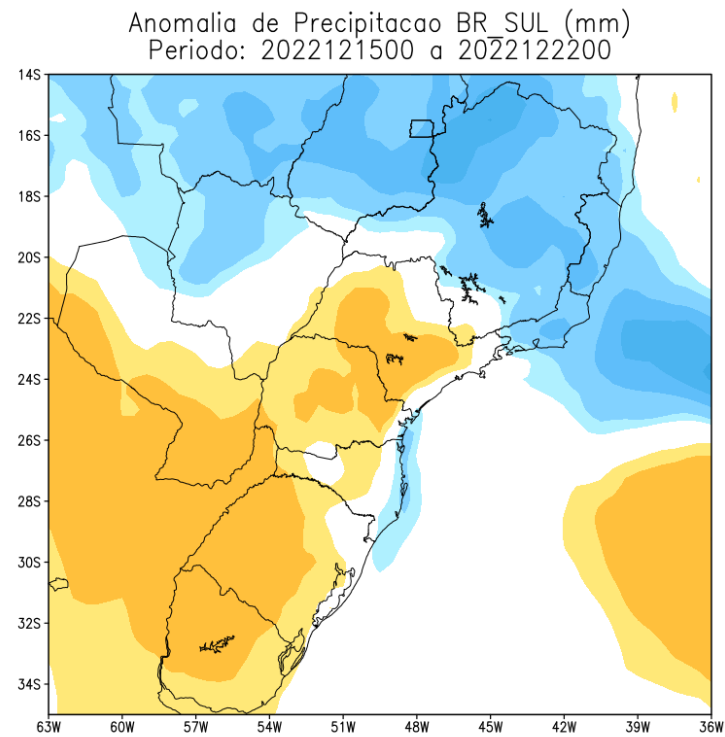 Anomalia de Precipitacao BR_SUL (mm)
Periodo: 2022121500 a 2022122200
14S
16S
18S
20S
22S
24S
26S
28S
30S
32S
34S
63W 60W 57W 54W 51W 48W 45W 42W 39W 36W